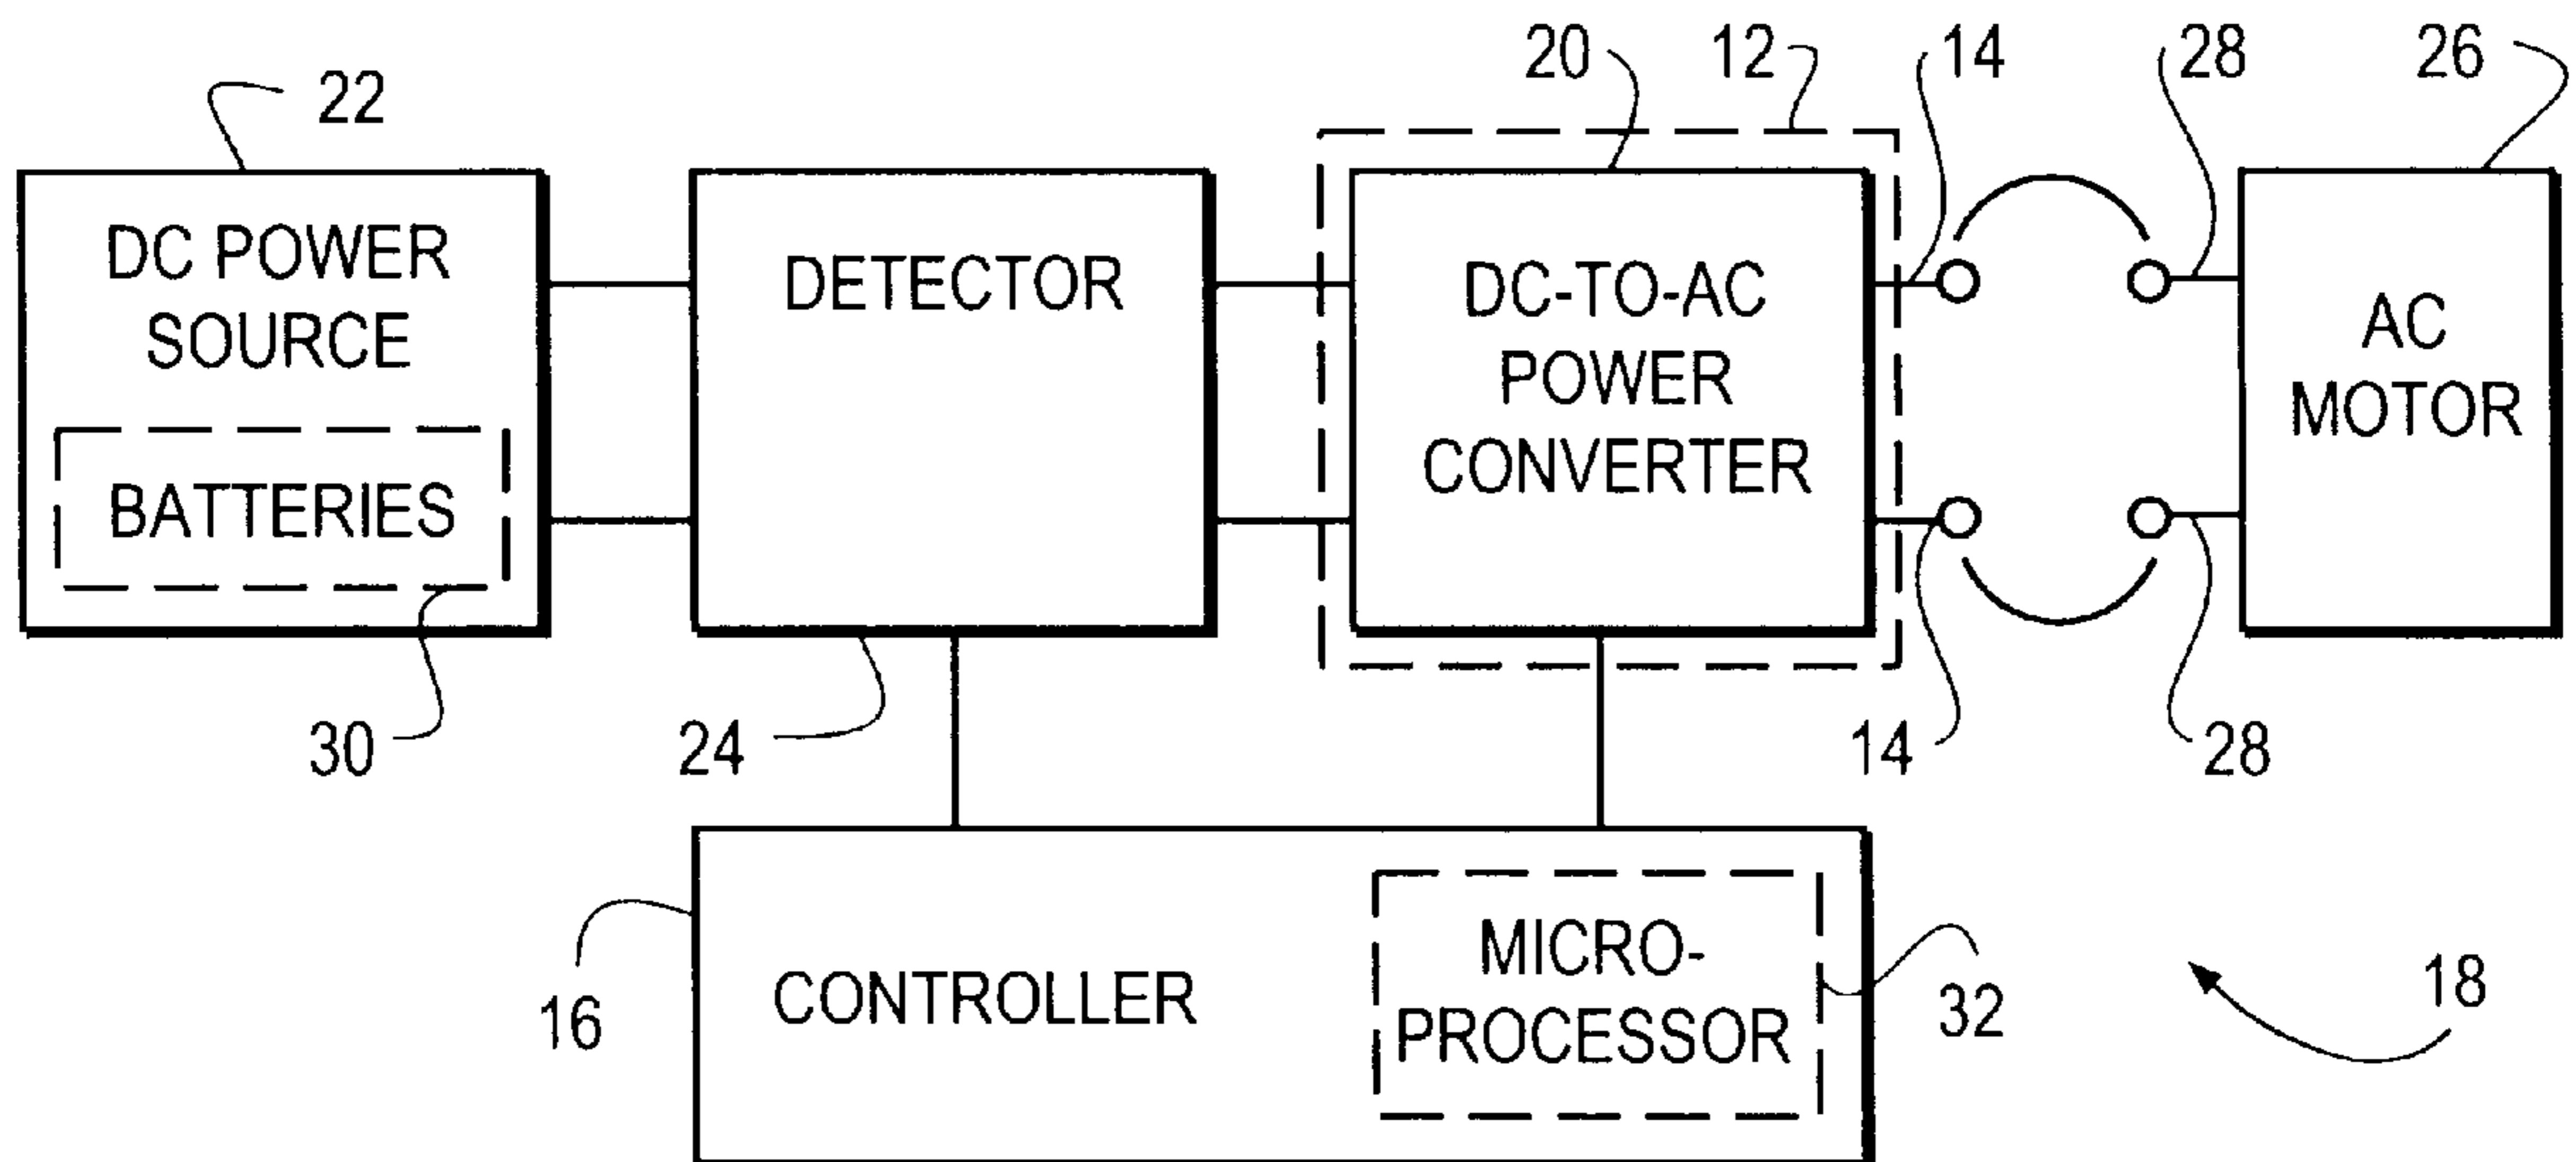 22
20
12
14
28
26
DC POWER
SOURCE
BATTERIES
DETECTOR
DC-TO-AC
POWER
CONVERTER
AC
MOTOR
30
24
14
28
16
CONTROLLER
MICRO-
PROCESSOR
32
18